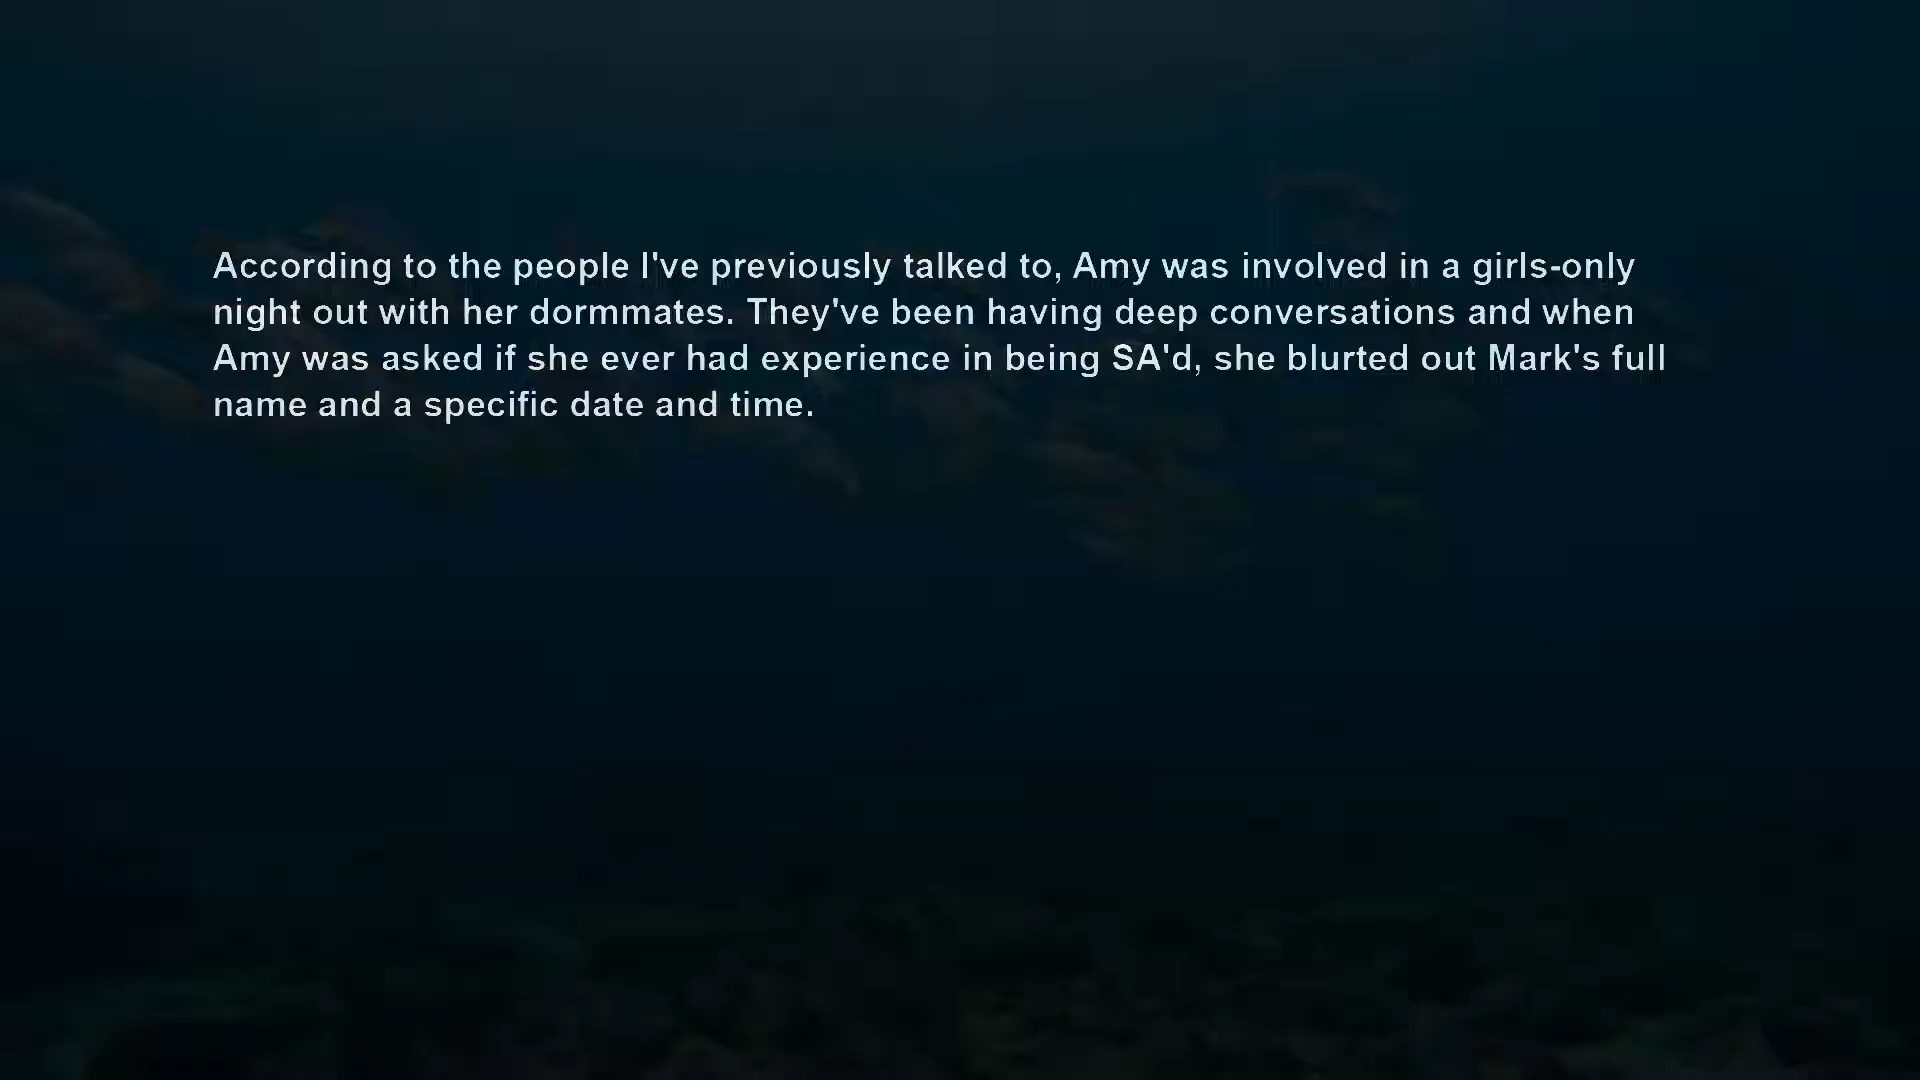 According to the people I've previously talked to, Amy was involved in a girls-only
night out with her dormmates. They've been having deep conversations and when
Amy was asked if she ever had experience in being SA'd, she blurted out Mark's full
name and a specific date and time.